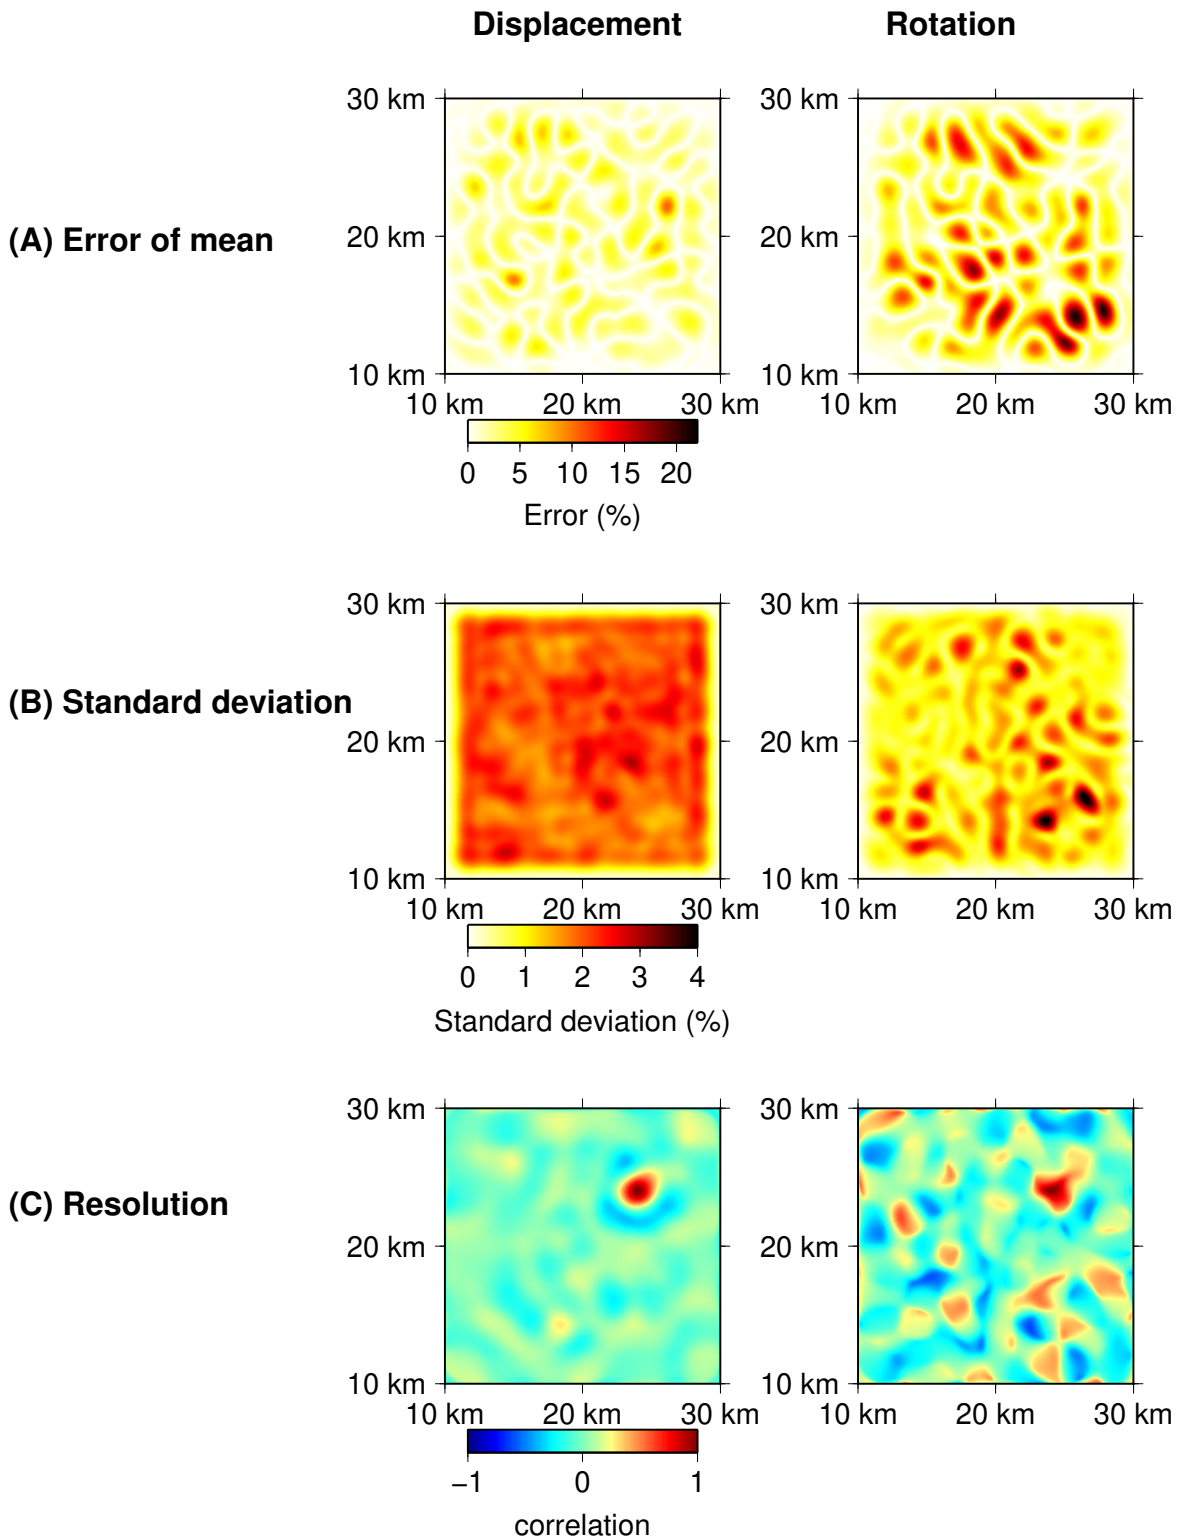 Displacement Rotation
30 km 30 km
(A) Error of mean 20 km 20 km
10 km 10 km
10 km 20 km 30 km 10 km 20 km 30 km
0 5 10 15 20
Error (%)
30 km 30 km
(B) Standard deviation
20 km 20 km
10 km 10 km
10 km 20 km 30 km 10 km 20 km 30 km
0 1 2 3 4
Standard deviation (%)
30 km 30 km
(C) Resolution
20 km 20 km
10 km 10 km
10 km 20 km 30 km 10 km 20 km 30 km
−1 0 1
correlation